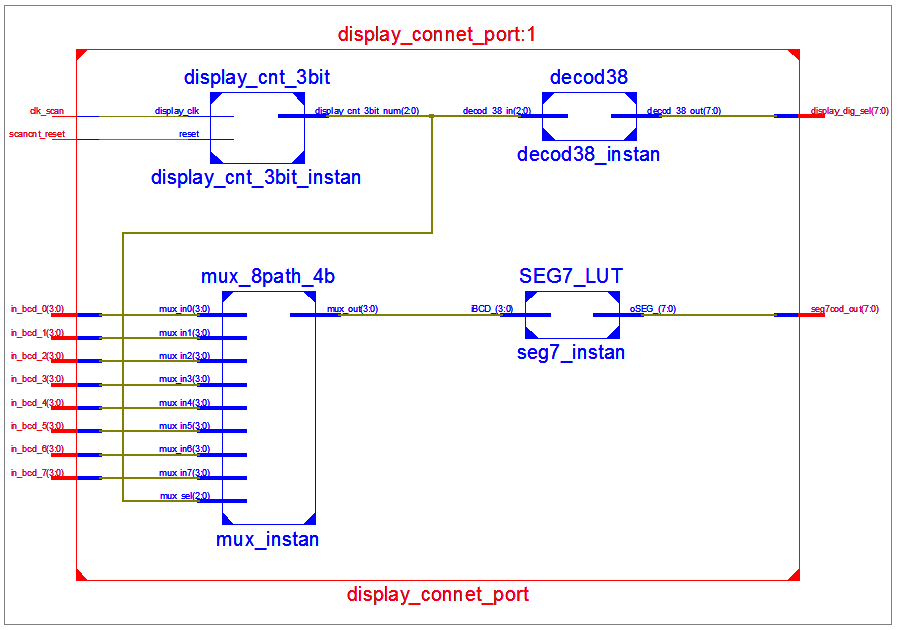 display_connet_port:1
display_cnt_3bit
decod38
clk_scan
display_clk
display_cnt_3bit_num(2:0)
decod_38_in(2:0)
decod_38_out(7:0)
display_dig_sel(7:0)
scancnt_reset
reset
decod38_instan
display_cnt_3bit_instan
mux_8path_4b
SEG7_LUT
in_bcd_0(3:0)
mux_in0(3:0)
mux_out(3:0)
iBCD_(3:0)
oSEG_(7:0)
seg7cod_out(7:0)
in_bcd_1(3:0)
mux_in1(3:0)
in_bcd_2(3:0)
mux_in2(3:0)
seg7_instan
in_bcd_3(3:0)
mux_in3(3:0)
in_bcd_4(3:0)
mux_in4(3:0)
in_bcd_5(3:0)
mux_in5(3:0)
in_bcd_6(3:0)
mux_in6(3:0)
in_bcd_7(3:0)
mux_in7(3:0)
mux_sel(2:0)
mux_instan
display_connet_port